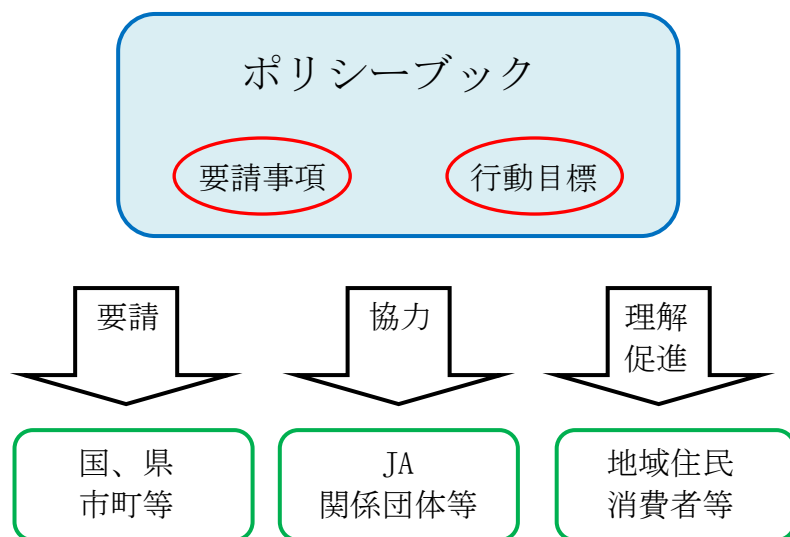 ポリシーブック
要請事項
行動目標
要請
協力
理解
促進
国、県
市町等
JA
関係団体等
地域住民
消費者等